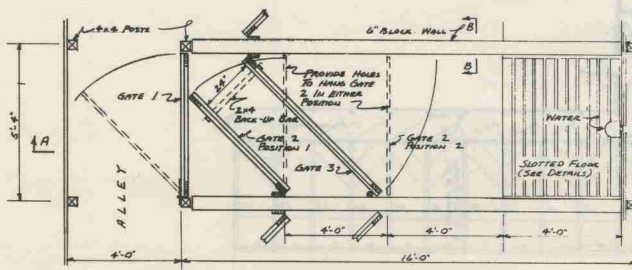 4x4 POSTS
6" BLOCK WALL
B
B
PROVIDE HOLES
TO HANG GATE
2 IN EITHER
POSITION
GATE 1
24"
2x4
BACK-UP BAR
GATE 2
POSITION 1
GATE 3
GATE 2
POSITION 2
WATER
SLOTTED FLOOR
(SEE DETAILS)
5'-4"
A
ALLEY
4'-0"
4'-0"
4'-0"
4'-0"
16'-0"